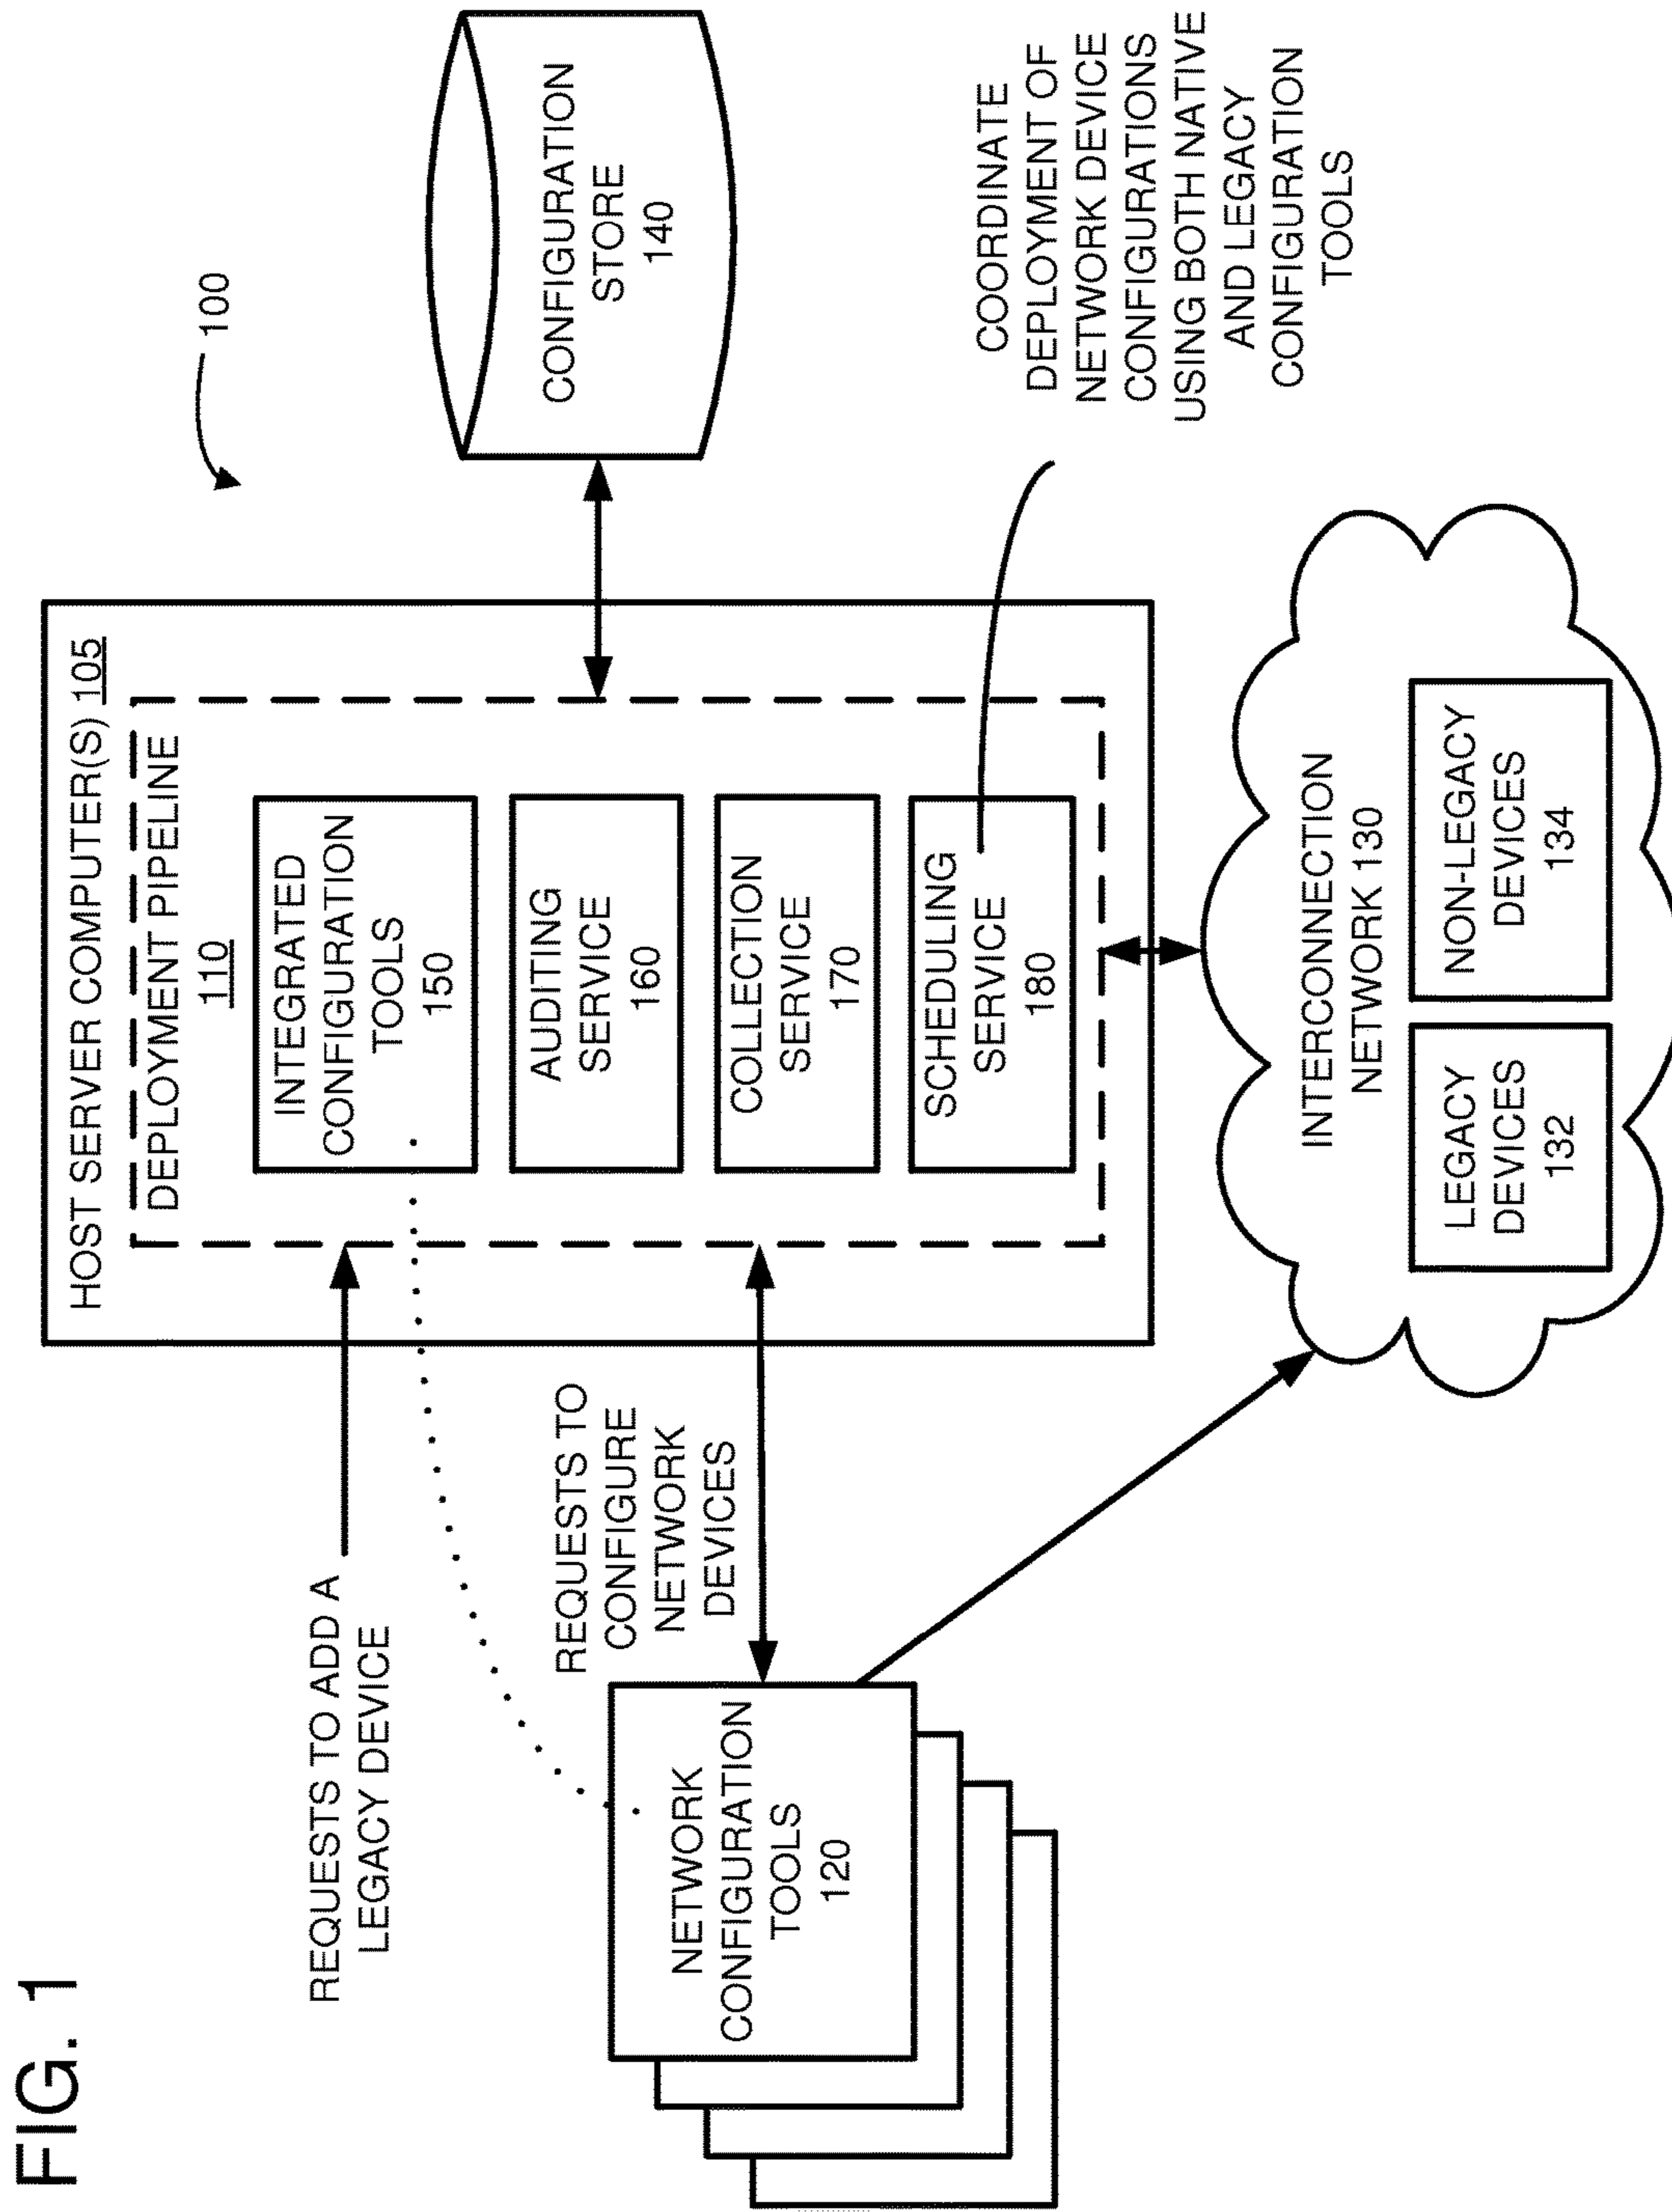 FIG. 1
100
REQUESTS TO ADD A
LEGACY DEVICE
HOST SERVER COMPUTER(S) 105
DEPLOYMENT PIPELINE
110
INTEGRATED
CONFIGURATION
TOOLS
150
AUDITING
SERVICE
160
COLLECTION
SERVICE
170
SCHEDULING
SERVICE
180
CONFIGURATION
STORE
140
REQUESTS TO
CONFIGURE
NETWORK
DEVICES
NETWORK
CONFIGURATION
TOOLS
120
COORDINATE
DEPLOYMENT OF
NETWORK DEVICE
CONFIGURATIONS
USING BOTH NATIVE
AND LEGACY
CONFIGURATION
TOOLS
INTERCONNECTION
NETWORK 130
LEGACY
DEVICES
132
NON-LEGACY
DEVICES
134